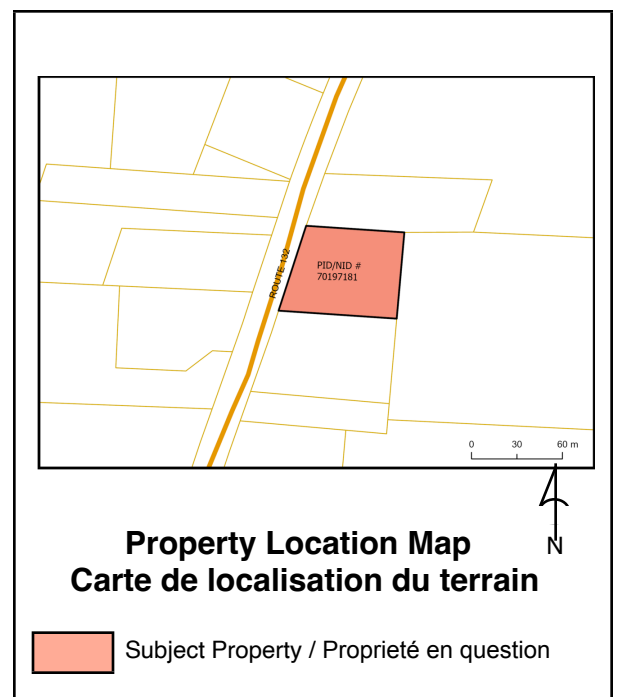 ROUTE 132
PID/NID #
70197181
0 30 60 m
N
Property Location Map
Carte de localisation du terrain
Subject Property / Proprieté en question